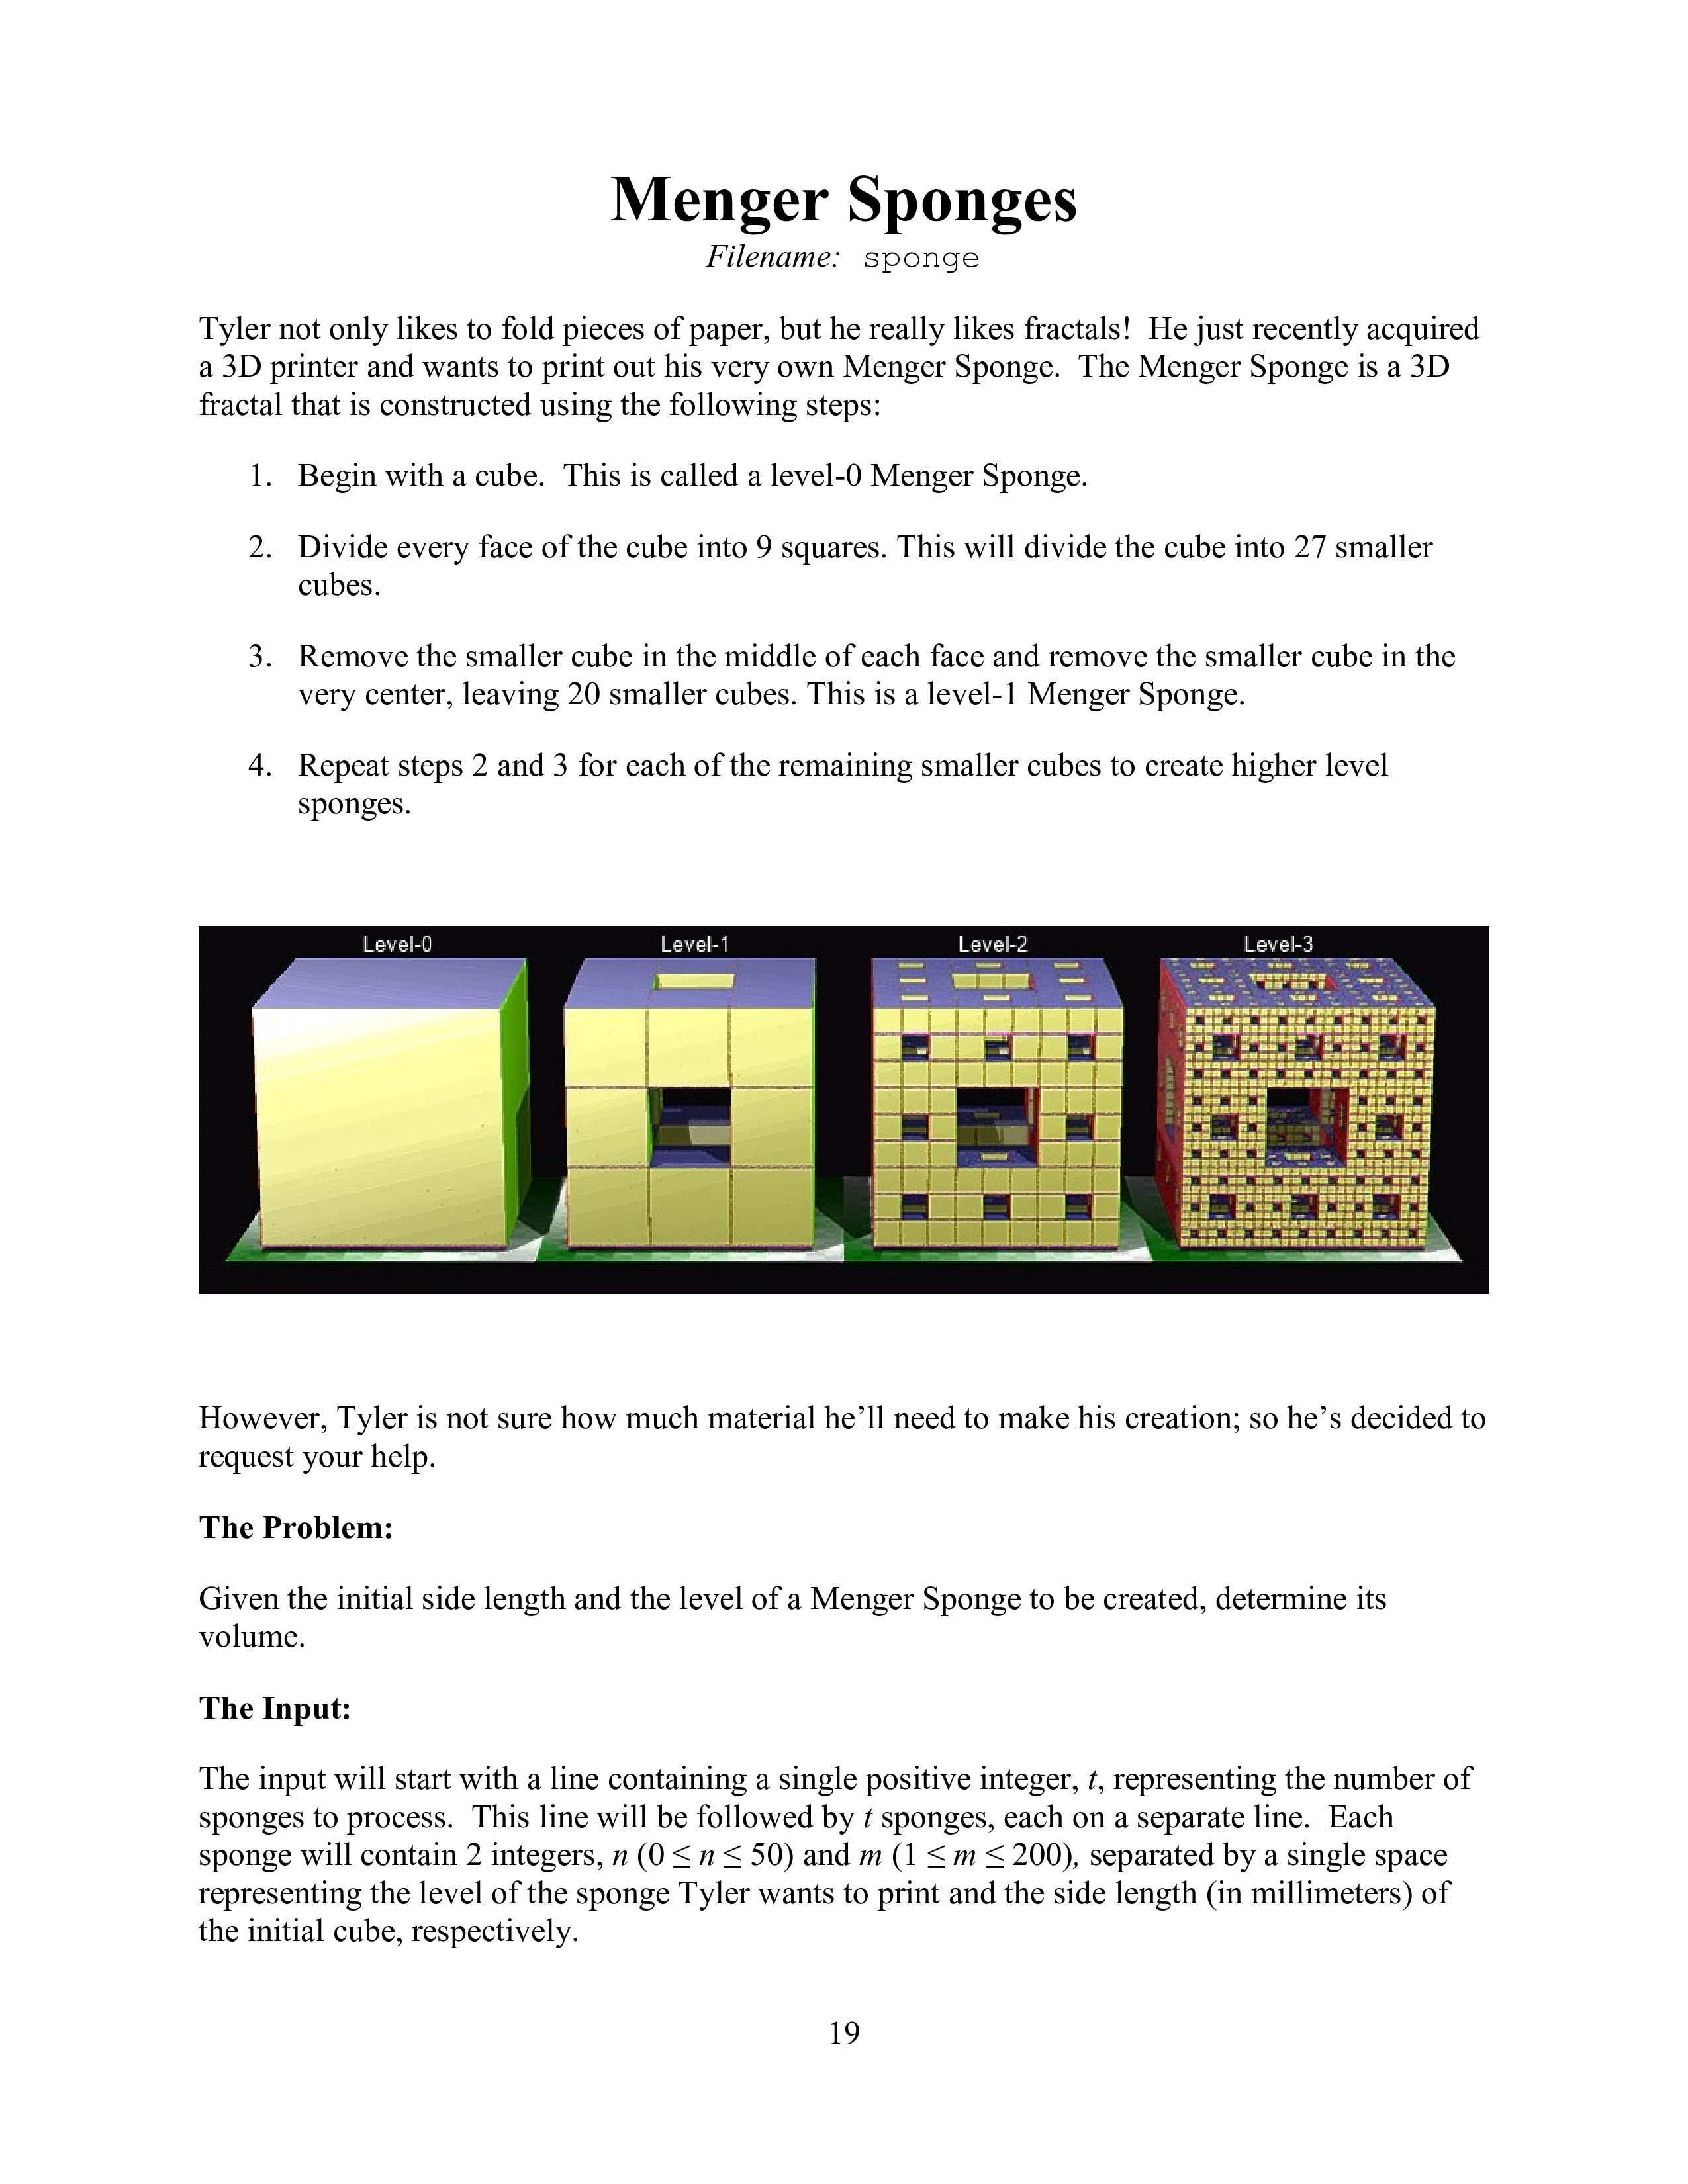 Menger Sponges
Filename: sponge
Tyler not only likes to fold pieces of paper, but he really likes fractals! He just recently acquired
a 3D printer and wants to print out his very own Menger Sponge. The Menger Sponge is a 3D
fractal that is constructed using the following steps:
1. Begin with a cube. This is called a level-0 Menger Sponge.
2. Divide every face of the cube into 9 squares. This will divide the cube into 27 smaller
cubes.
3. Remove the smaller cube in the middle of each face and remove the smaller cube in the
very center, leaving 20 smaller cubes. This is a level-1 Menger Sponge.
4. Repeat steps 2 and 3 for each of the remaining smaller cubes to create higher level
sponges.
Level-0 Level-1 Level-2 Level-3
However, Tyler is not sure how much material he’ll need to make his creation; so he’s decided to
request your help.
The Problem:
Given the initial side length and the level of a Menger Sponge to be created, determine its
volume.
The Input:
The input will start with a line containing a single positive integer, t, representing the number of
sponges to process. This line will be followed by t sponges, each on a separate line. Each
sponge will contain 2 integers, n (0 ≤ n ≤ 50) and m (1 ≤ m ≤ 200), separated by a single space
representing the level of the sponge Tyler wants to print and the side length (in millimeters) of
the initial cube, respectively.
19